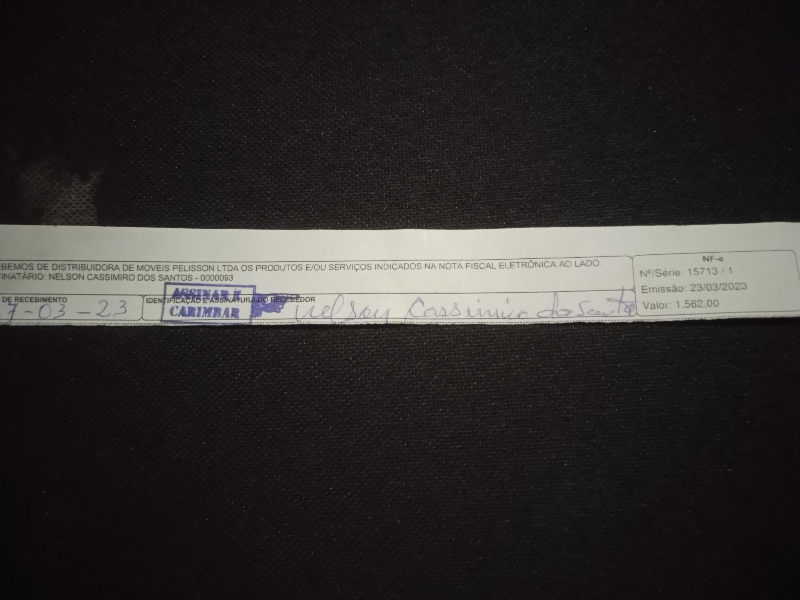 BEMOS DE DISTRIBUIDORA DE MOVEIS PELISSON LTDA OS PRODUTOS E/OU SERVIÇOS INDICADOS NA NOTA FISCAL ELETRÔNICA AO LADO
TINATÁRIO: NELSON CASSIMIRO DOS SANTOS - 0000093
DE RECEBIMENTO
7-03-23
IDENTIFICAÇÃO E ASSINATURA DO RECEBEDOR
ASSINAR E
CARIMBAR
Nelson Cassimiro dos Santos
NF-e
Nº/Série: 15713 / 1
Emissão: 23/03/2023
Valor: 1.562,00